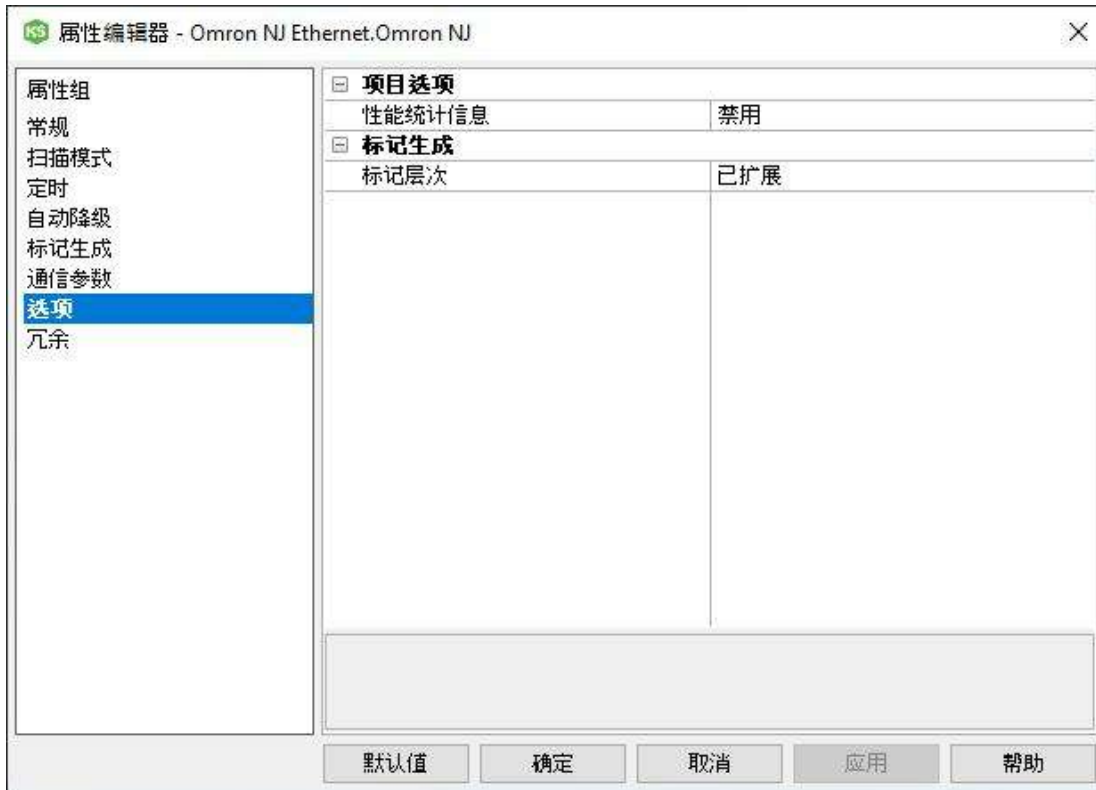 属性编辑器 - Omron NJ Ethernet.Omron NJ
属性组
常规
扫描模式
定时
自动降级
标记生成
通信参数
选项
冗余
项目选项
性能统计信息 禁用
标记生成
标记层次 已扩展
默认值 确定 取消 应用 帮助